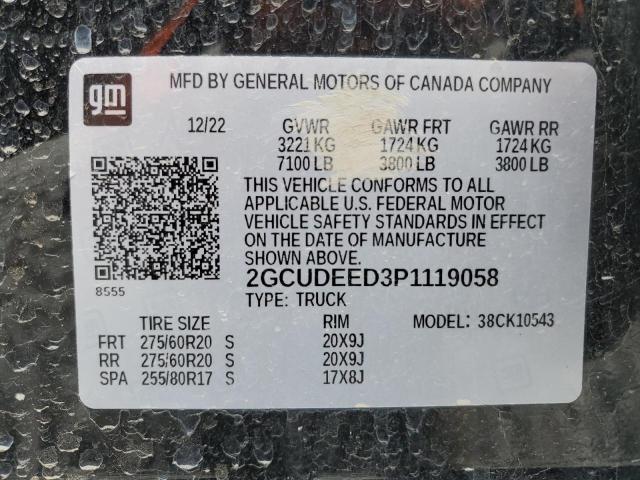 gm
MFD BY GENERAL MOTORS OF CANADA COMPANY
12/22 GVWR GAWR FRT GAWR RR
3221 KG 1724 KG 1724 KG
7100 LB 3800 LB 3800 LB
THIS VEHICLE CONFORMS TO ALL
APPLICABLE U.S. FEDERAL MOTOR
VEHICLE SAFETY STANDARDS IN EFFECT
ON THE DATE OF MANUFACTURE
SHOWN ABOVE.
8555
2GCUDEED3P1119058
TYPE: TRUCK
TIRE SIZE RIM MODEL: 38CK10543
FRT 275/60R20 S 20X9J
RR 275/60R20 S 20X9J
SPA 255/80R17 S 17X8J